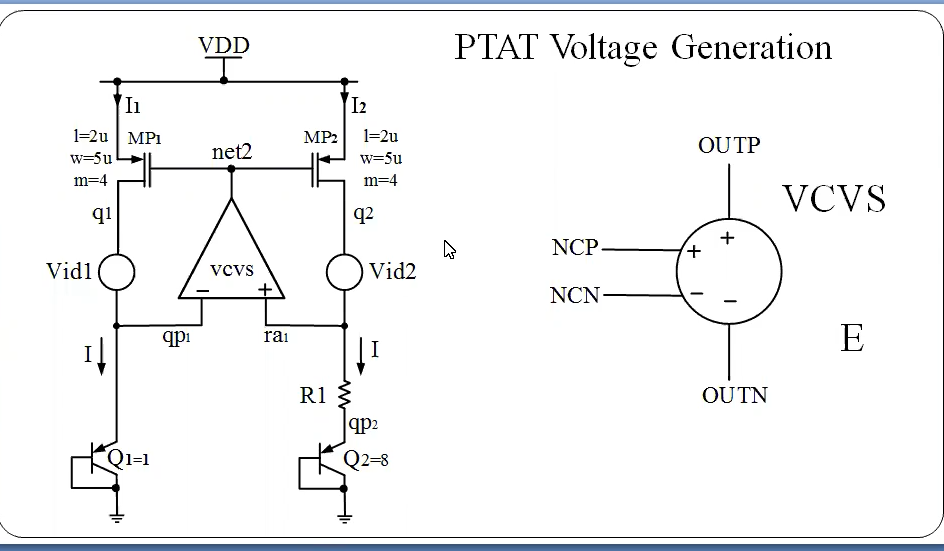 PTAT Voltage Generation
VDD
I1
I2
l=2u
w=5u
m=4
MP1
net2
MP2
l=2u
w=5u
m=4
q1
q2
Vid1
vcvs
Vid2
−
+
qp1
ra1
I
I
R1
qp2
Q1=1
Q2=8
OUTP
VCVS
NCP
+
+
NCN
−
−
E
OUTN